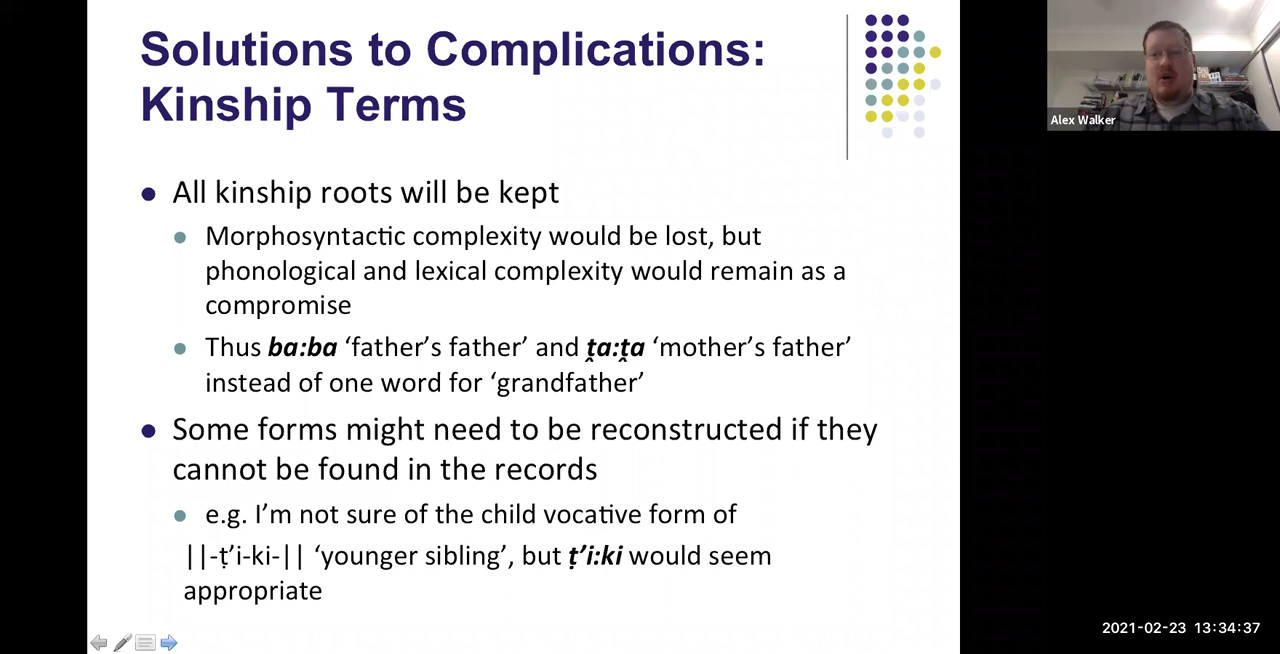 Solutions to Complications:
Kinship Terms
All kinship roots will be kept
Morphosyntactic complexity would be lost, but
phonological and lexical complexity would remain as a
compromise
Thus ba:ba ‘father’s father’ and ṱa:ṱa ‘mother’s father’
instead of one word for ‘grandfather’
Some forms might need to be reconstructed if they
cannot be found in the records
e.g. I’m not sure of the child vocative form of
||-ṭ’i-ki-|| ‘younger sibling’, but ṭ’i:ki would seem
appropriate
Alex Walker
2021-02-23 13:34:37